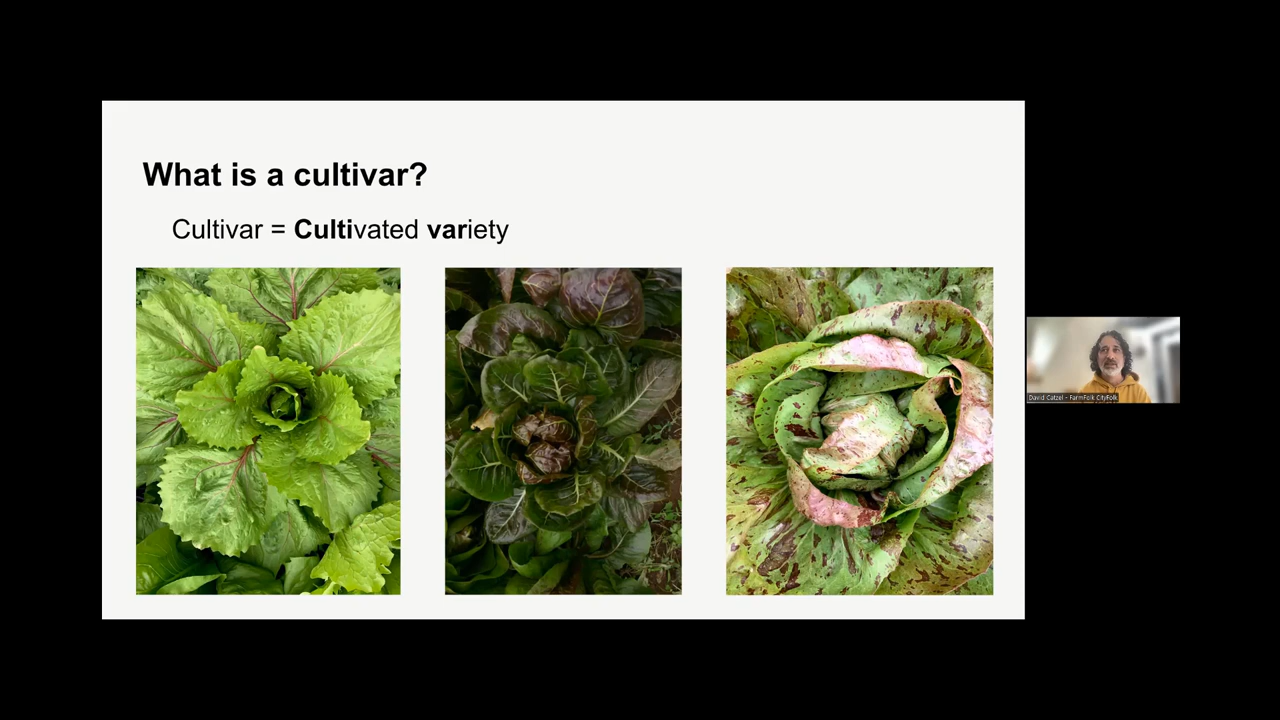 What is a cultivar?
Cultivar = Cultivated variety
David Catzel - FarmFolk CityFolk